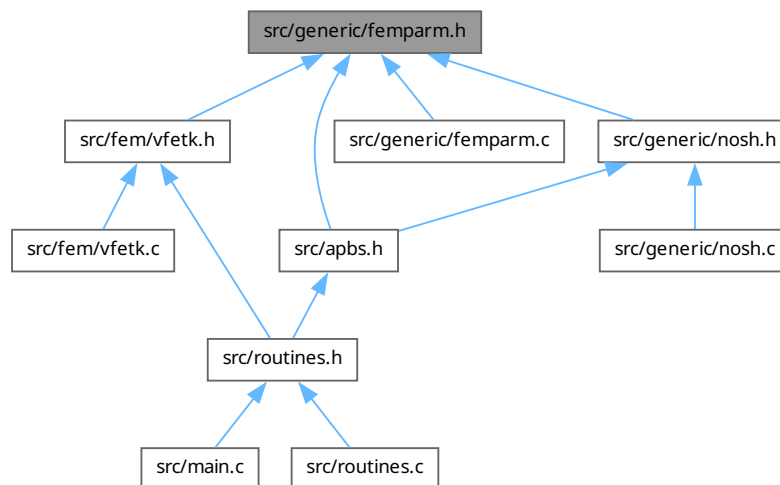 src/generic/femparm.h
src/fem/vfetk.h
src/generic/femparm.c
src/generic/nosh.h
src/fem/vfetk.c
src/apbs.h
src/generic/nosh.c
src/routines.h
src/main.c
src/routines.c